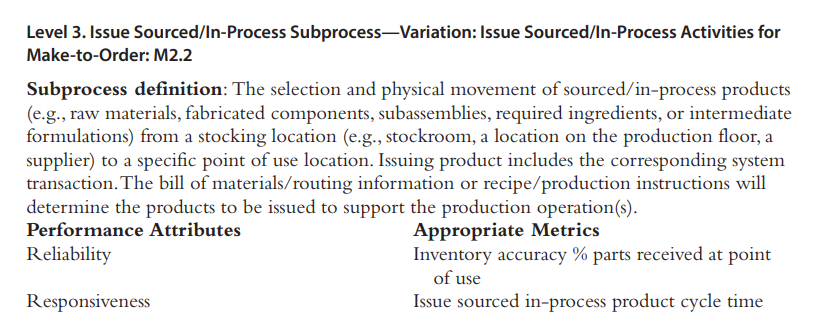 Level 3. Issue Sourced/In-Process Subprocess—Variation: Issue Sourced/In-Process Activities for
Make-to-Order: M2.2
Subprocess definition: The selection and physical movement of sourced/in-process products
(e.g., raw materials, fabricated components, subassemblies, required ingredients, or intermediate
formulations) from a stocking location (e.g., stockroom, a location on the production floor, a
supplier) to a specific point of use location. Issuing product includes the corresponding system
transaction. The bill of materials/routing information or recipe/production instructions will
determine the products to be issued to support the production operation(s).
Performance Attributes Appropriate Metrics
Reliability Inventory accuracy % parts received at point
of use
Responsiveness Issue sourced in-process product cycle time